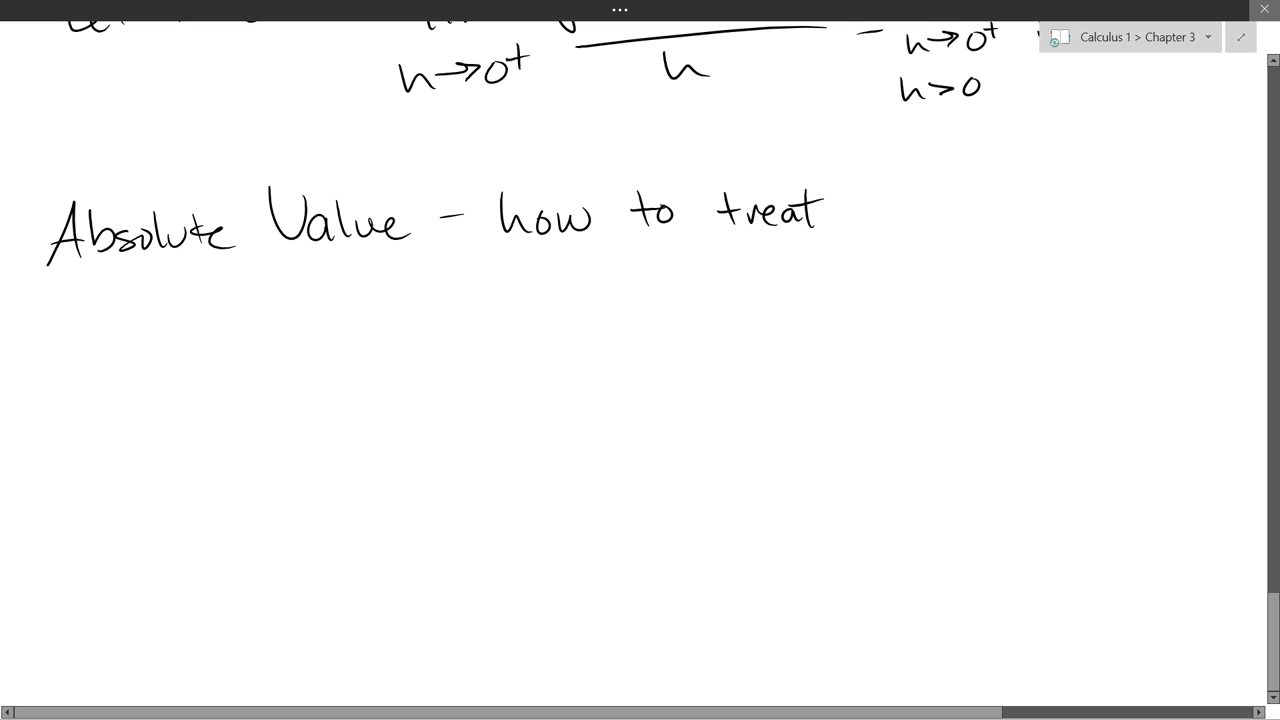 Calculus 1 > Chapter 3
h
h→0⁺
h→0⁺
h>0
Absolute Value - how to treat